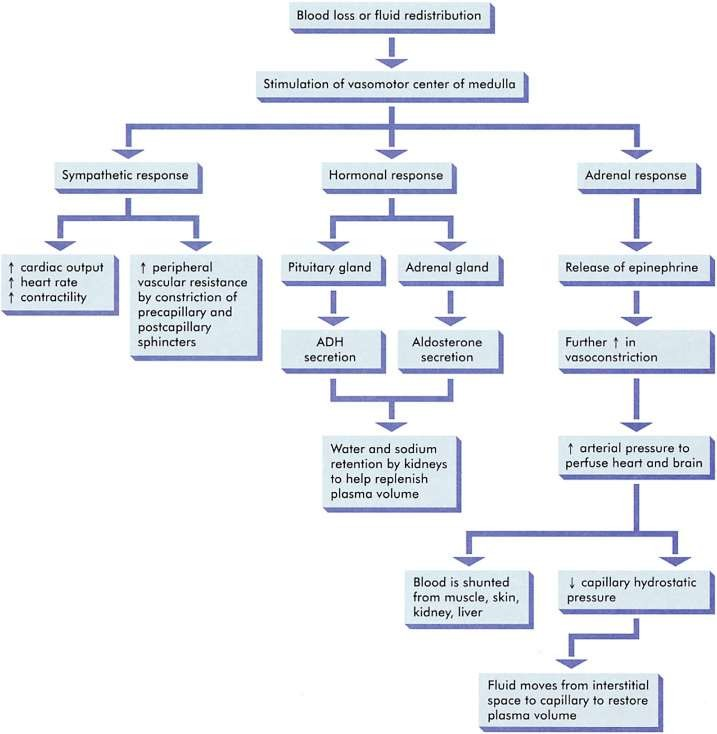 Blood loss or fluid redistribution
Stimulation of vasomotor center of medulla
Sympathetic response
Hormonal response
Adrenal response
↑ cardiac output
↑ heart rate
↑ contractility
↑ peripheral
vascular resistance
by constriction of
precapillary and
postcapillary
sphincters
Pituitary gland
Adrenal gland
Release of epinephrine
ADH
secretion
Aldosterone
secretion
Further ↑ in
vasoconstriction
Water and sodium
retention by kidneys
to help replenish
plasma volume
↑ arterial pressure to
perfuse heart and brain
Blood is shunted
from muscle, skin,
kidney, liver
↓ capillary hydrostatic
pressure
Fluid moves from interstitial
space to capillary to restore
plasma volume